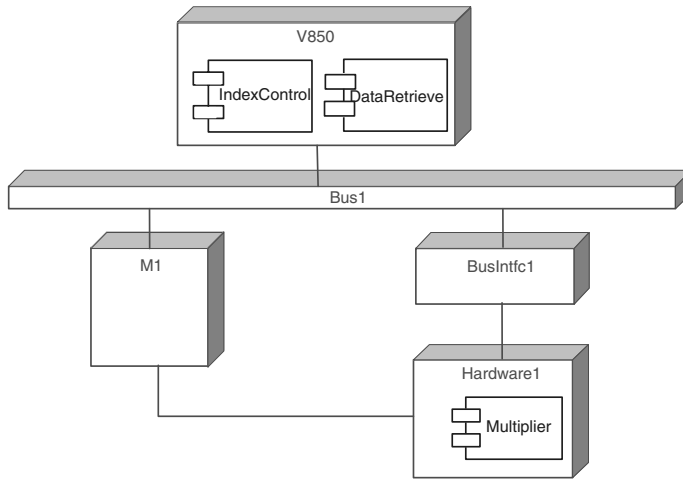 V850
IndexControl
DataRetrieve
Bus1
M1
BusIntfc1
Hardware1
Multiplier